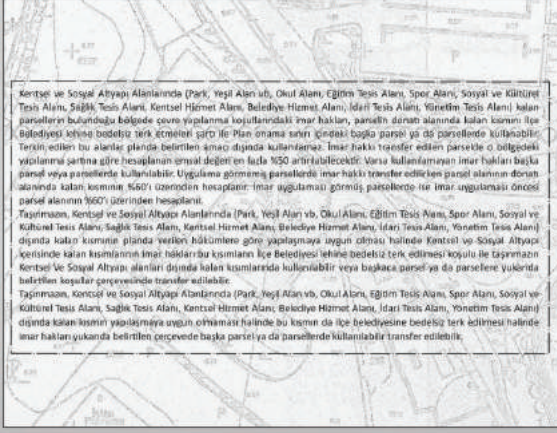 Kentsel ve Sosyal Altyapı Alanlarında (Park, Yeşil Alan vb, Okul Alanı, Eğitim Tesis Alanı, Spor Alanı, Sosyal ve Kültürel
Tesis Alanı, Sağlık Tesis Alanı, Kentsel Hizmet Alanı, Belediye Hizmet Alanı, İdari Tesis Alanı, Yönetim Tesis Alanı) kalan
parsellerin bulunduğu bölgede çevre yapılanma koşullarındaki imar hakları, parselin donatı alanında kalan kısmını İlçe
Belediyesi lehine bedelsiz terk etmeleri şartı ile Plan onama sınırı içindeki başka parsel ya da parsellerde kullanabilir.
Terkin edilen bu alanlar planda belirtilen amacı dışında kullanılamaz. İmar hakkı transfer edilen parselde o bölgedeki
yapılanma şartına göre hesaplanan emsal değeri en fazla %50 artırılabilecektir. Varsa kullanılamayan imar hakları başka
parsel veya parsellerde kullanılabilir. Uygulama görmemiş parsellerde imar hakkı transfer edilirken parsel alanının donatı
alanında kalan kısmının %60'ı üzerinden hesaplanır. İmar uygulaması görmüş parsellerde ise imar uygulaması öncesi
parsel alanının %60'ı üzerinden hesaplanır.
Taşınmazın, Kentsel ve Sosyal Altyapı Alanlarında (Park, Yeşil Alan vb, Okul Alanı, Eğitim Tesis Alanı, Spor Alanı, Sosyal ve
Kültürel Tesis Alanı, Sağlık Tesis Alanı, Kentsel Hizmet Alanı, Belediye Hizmet Alanı, İdari Tesis Alanı, Yönetim Tesis Alanı)
dışında kalan kısmının planda verilen hükümlere göre yapılaşmaya uygun olması halinde Kentsel ve Sosyal Altyapı
içerisinde kalan kısımlarının imar hakları bu kısımların İlçe Belediyesi lehine bedelsiz terk edilmesi koşulu ile taşınmazın
Kentsel Ve Sosyal Altyapı alanları dışında kalan kısımlarında kullanılabilir veya başkaca parsel ya da parsellere yukarıda
belirtilen koşullar çerçevesinde transfer edilebilir.
Taşınmazın, Kentsel ve Sosyal Altyapı Alanlarında (Park, Yeşil Alan vb, Okul Alanı, Eğitim Tesis Alanı, Spor Alanı, Sosyal ve
Kültürel Tesis Alanı, Sağlık Tesis Alanı, Kentsel Hizmet Alanı, Belediye Hizmet Alanı, İdari Tesis Alanı, Yönetim Tesis Alanı)
dışında kalan kısmın yapılaşmaya uygun olmaması halinde bu kısmın da ilçe belediyesine bedelsiz terk edilmesi halinde
imar hakları yukarıda belirtilen çerçevede başka parsel ya da parsellerde kullanılabilir transfer edilebilir.